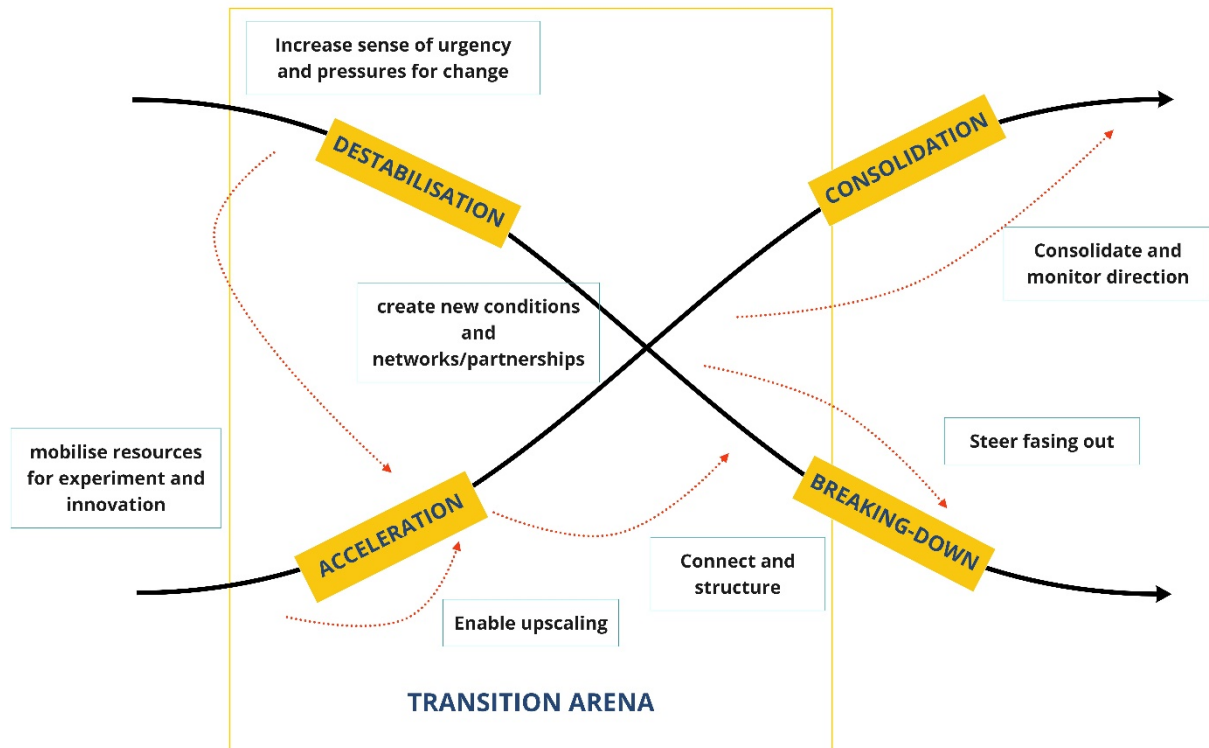 Increase sense of urgency
and pressures for change
DESTABILISATION
CONSOLIDATION
Consolidate and
monitor direction
create new conditions
and
networks/partnerships
mobilise resources
for experiment and
innovation
Steer fasing out
ACCELERATION
BREAKING-DOWN
Connect and
structure
Enable upscaling
TRANSITION ARENA